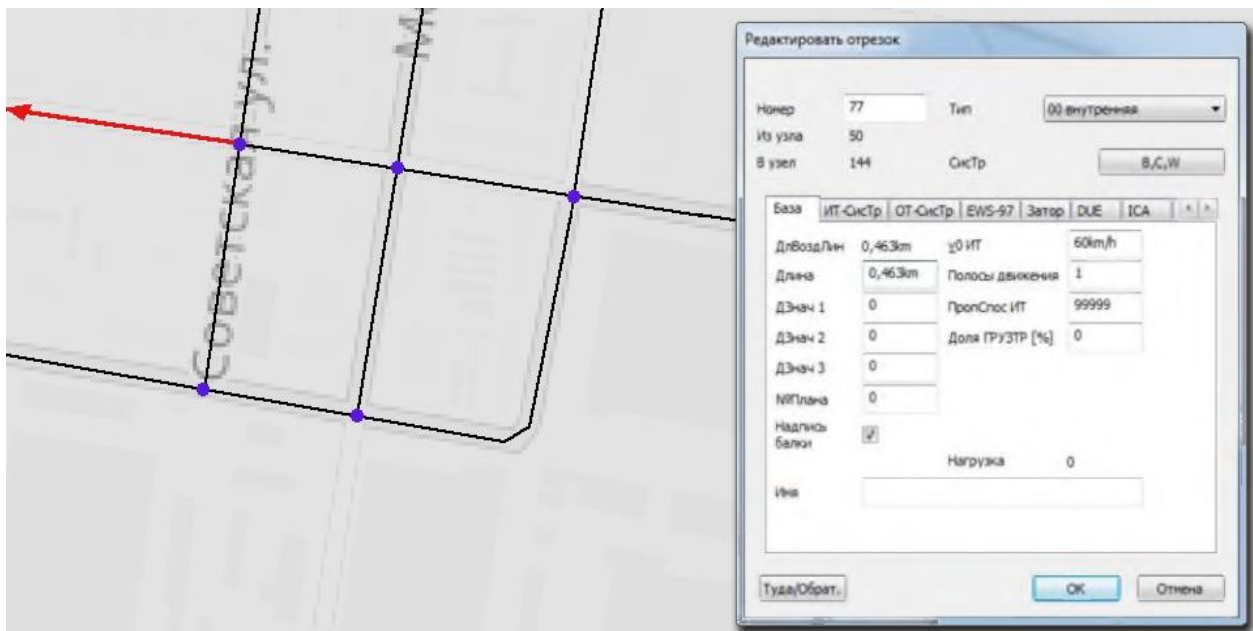 Советская ул.
М
Редактировать отрезок
Номер 77 Тип 00 внутренняя
Из узла 50
В узел 144 СисТр B,C,W
База ИТ-СисТр ОТ-СисТр EWS-97 Затор DUE ICA
ДлВоздЛин 0,463km v0 ИТ 60km/h
Длина 0,463km Полосы движения 1
ДЗнач 1 0 ПропСпос ИТ 99999
ДЗнач 2 0 Доля ГРУЗТР [%] 0
ДЗнач 3 0
№Плана 0
Надпись
балки
Нагрузка 0
Имя
Туда/Обрат. OK Отмена